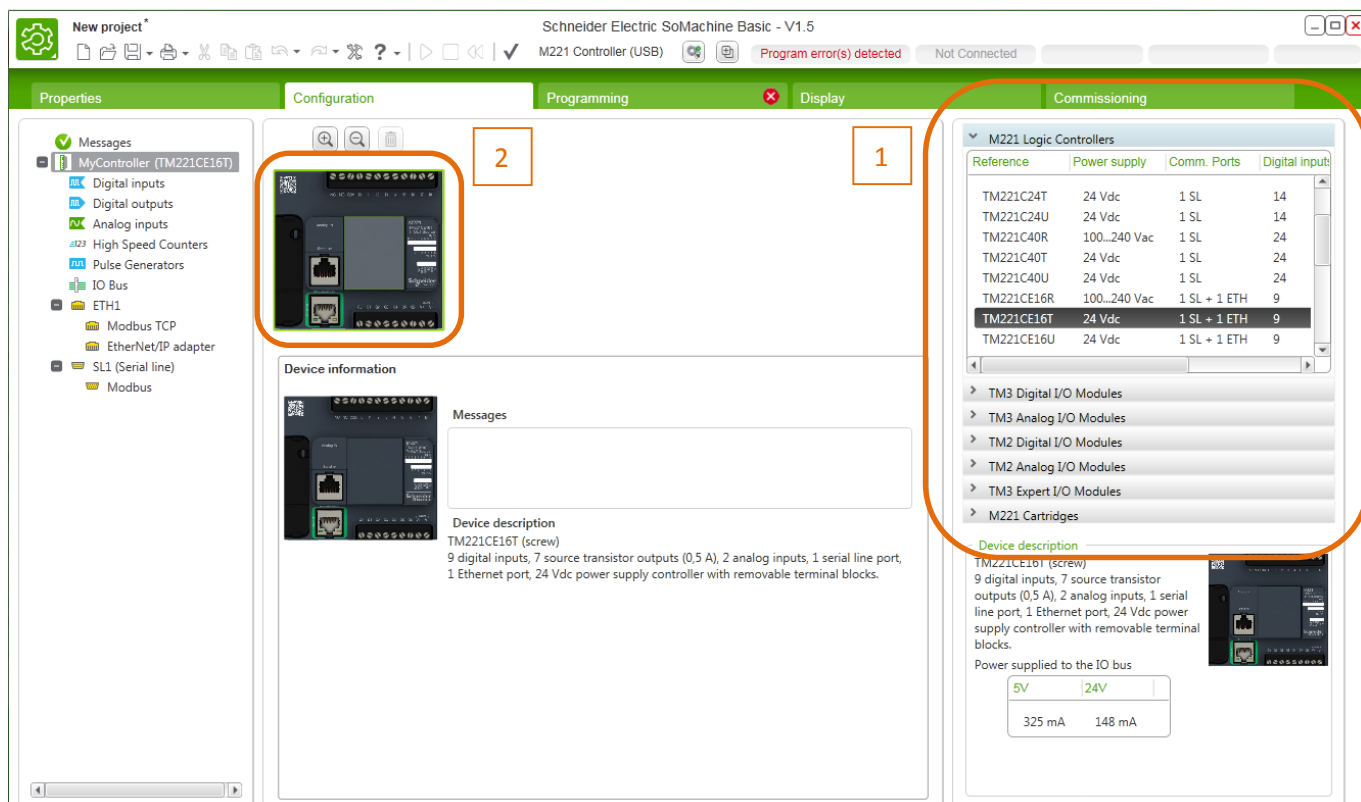 New project*
Schneider Electric SoMachine Basic - V1.5
M221 Controller (USB)
Program error(s) detected
Not Connected
Properties
Configuration
Programming
Display
Commissioning
Messages
MyController (TM221CE16T)
Digital inputs
Digital outputs
Analog inputs
High Speed Counters
Pulse Generators
IO Bus
ETH1
Modbus TCP
EtherNet/IP adapter
SL1 (Serial line)
Modbus
2
Device information
Messages
Device description
TM221CE16T (screw)
9 digital inputs, 7 source transistor outputs (0,5 A), 2 analog inputs, 1 serial line port,
1 Ethernet port, 24 Vdc power supply controller with removable terminal blocks.
1
M221 Logic Controllers
Reference Power supply Comm. Ports Digital inputs
TM221C24T 24 Vdc 1 SL 14
TM221C24U 24 Vdc 1 SL 14
TM221C40R 100...240 Vac 1 SL 24
TM221C40T 24 Vdc 1 SL 24
TM221C40U 24 Vdc 1 SL 24
TM221CE16R 100...240 Vac 1 SL + 1 ETH 9
TM221CE16T 24 Vdc 1 SL + 1 ETH 9
TM221CE16U 24 Vdc 1 SL + 1 ETH 9
TM3 Digital I/O Modules
TM3 Analog I/O Modules
TM2 Digital I/O Modules
TM2 Analog I/O Modules
TM3 Expert I/O Modules
M221 Cartridges
Device description
TM221CE16T (screw)
9 digital inputs, 7 source transistor
outputs (0,5 A), 2 analog inputs, 1 serial
line port, 1 Ethernet port, 24 Vdc power
supply controller with removable terminal
blocks.
Power supplied to the IO bus
5V 24V
325 mA 148 mA